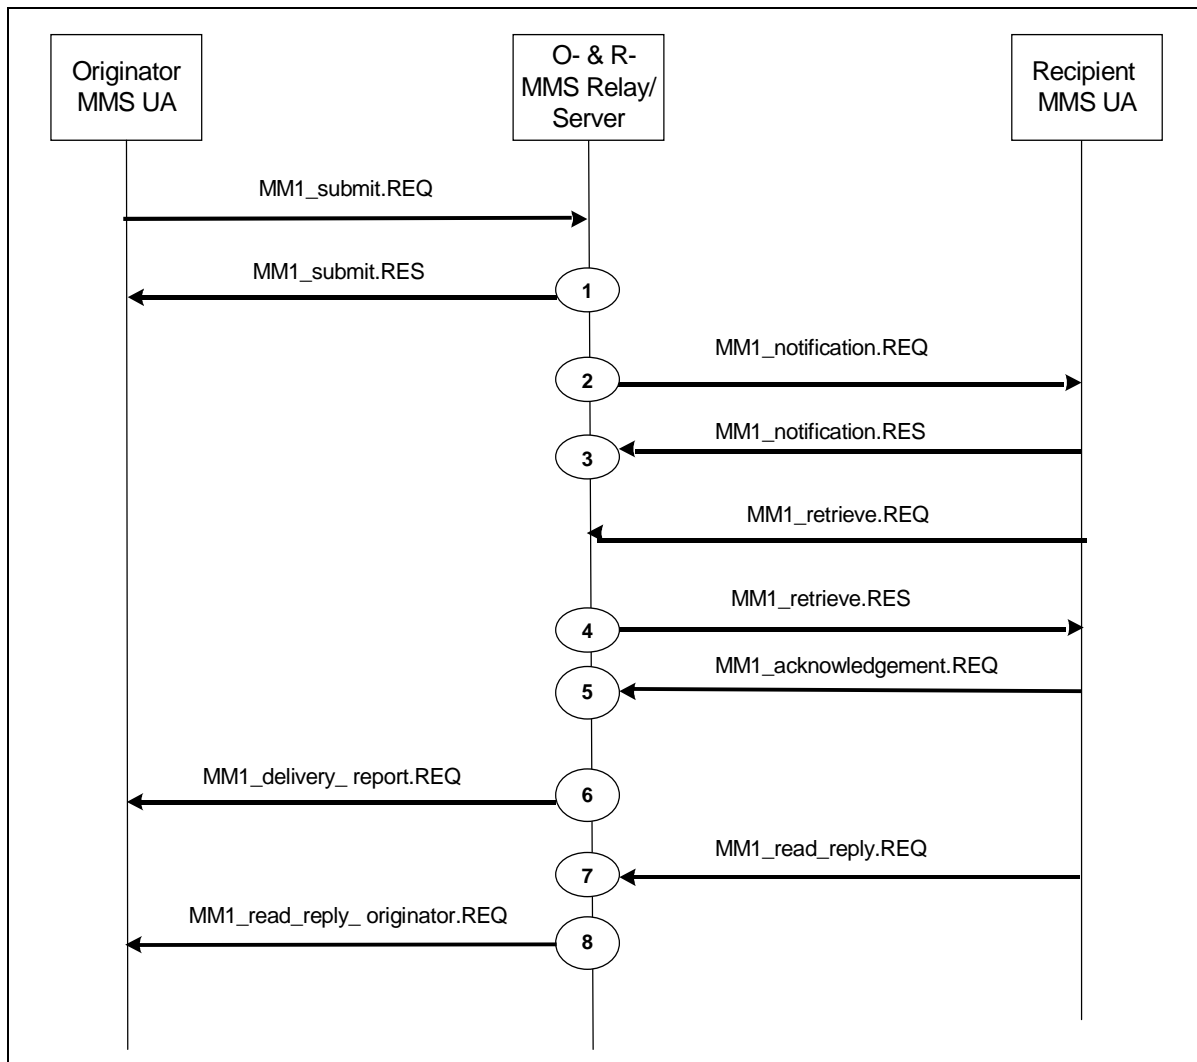 Originator
MMS UA
O- & R-
MMS Relay/
Server
Recipient
MMS UA
MM1_submit.REQ
MM1_submit.RES
1
MM1_notification.REQ
2
MM1_notification.RES
3
MM1_retrieve.REQ
MM1_retrieve.RES
4
MM1_acknowledgement.REQ
5
MM1_delivery_ report.REQ
6
MM1_read_reply.REQ
7
MM1_read_reply_ originator.REQ
8